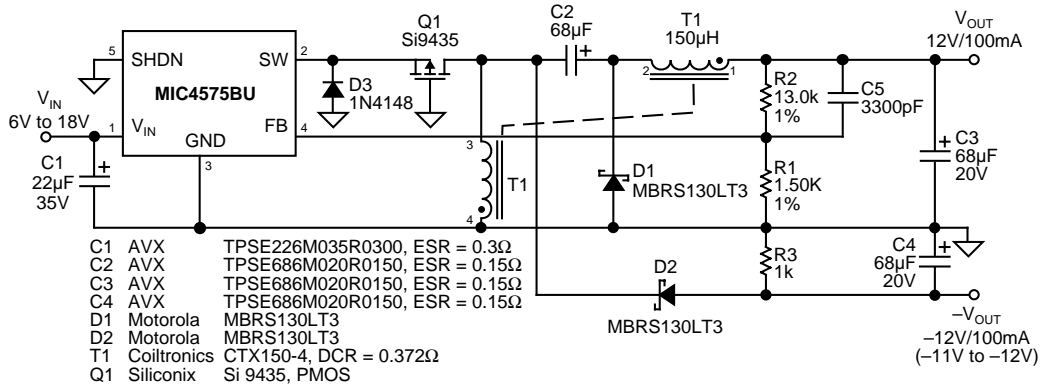 Q1
Si9435
C2
68µF
+
T1
150µH
2
1
VOUT
12V/100mA
5
SHDN
SW
2
MIC4575BU
D3
1N4148
R2
13.0k
1%
C5
3300pF
VIN
6V to 18V
1
VIN
FB
4
GND
3
C1
22µF
35V
+
3
T1
4
D1
MBRS130LT3
R1
1.50K
1%
C3
68µF
20V
+
R3
1k
C4
68µF
20V
+
D2
MBRS130LT3
–VOUT
–12V/100mA
(–11V to –12V)
C1 AVX TPSE226M035R0300, ESR = 0.3Ω
C2 AVX TPSE686M020R0150, ESR = 0.15Ω
C3 AVX TPSE686M020R0150, ESR = 0.15Ω
C4 AVX TPSE686M020R0150, ESR = 0.15Ω
D1 Motorola MBRS130LT3
D2 Motorola MBRS130LT3
T1 Coiltronics CTX150-4, DCR = 0.372Ω
Q1 Siliconix Si 9435, PMOS